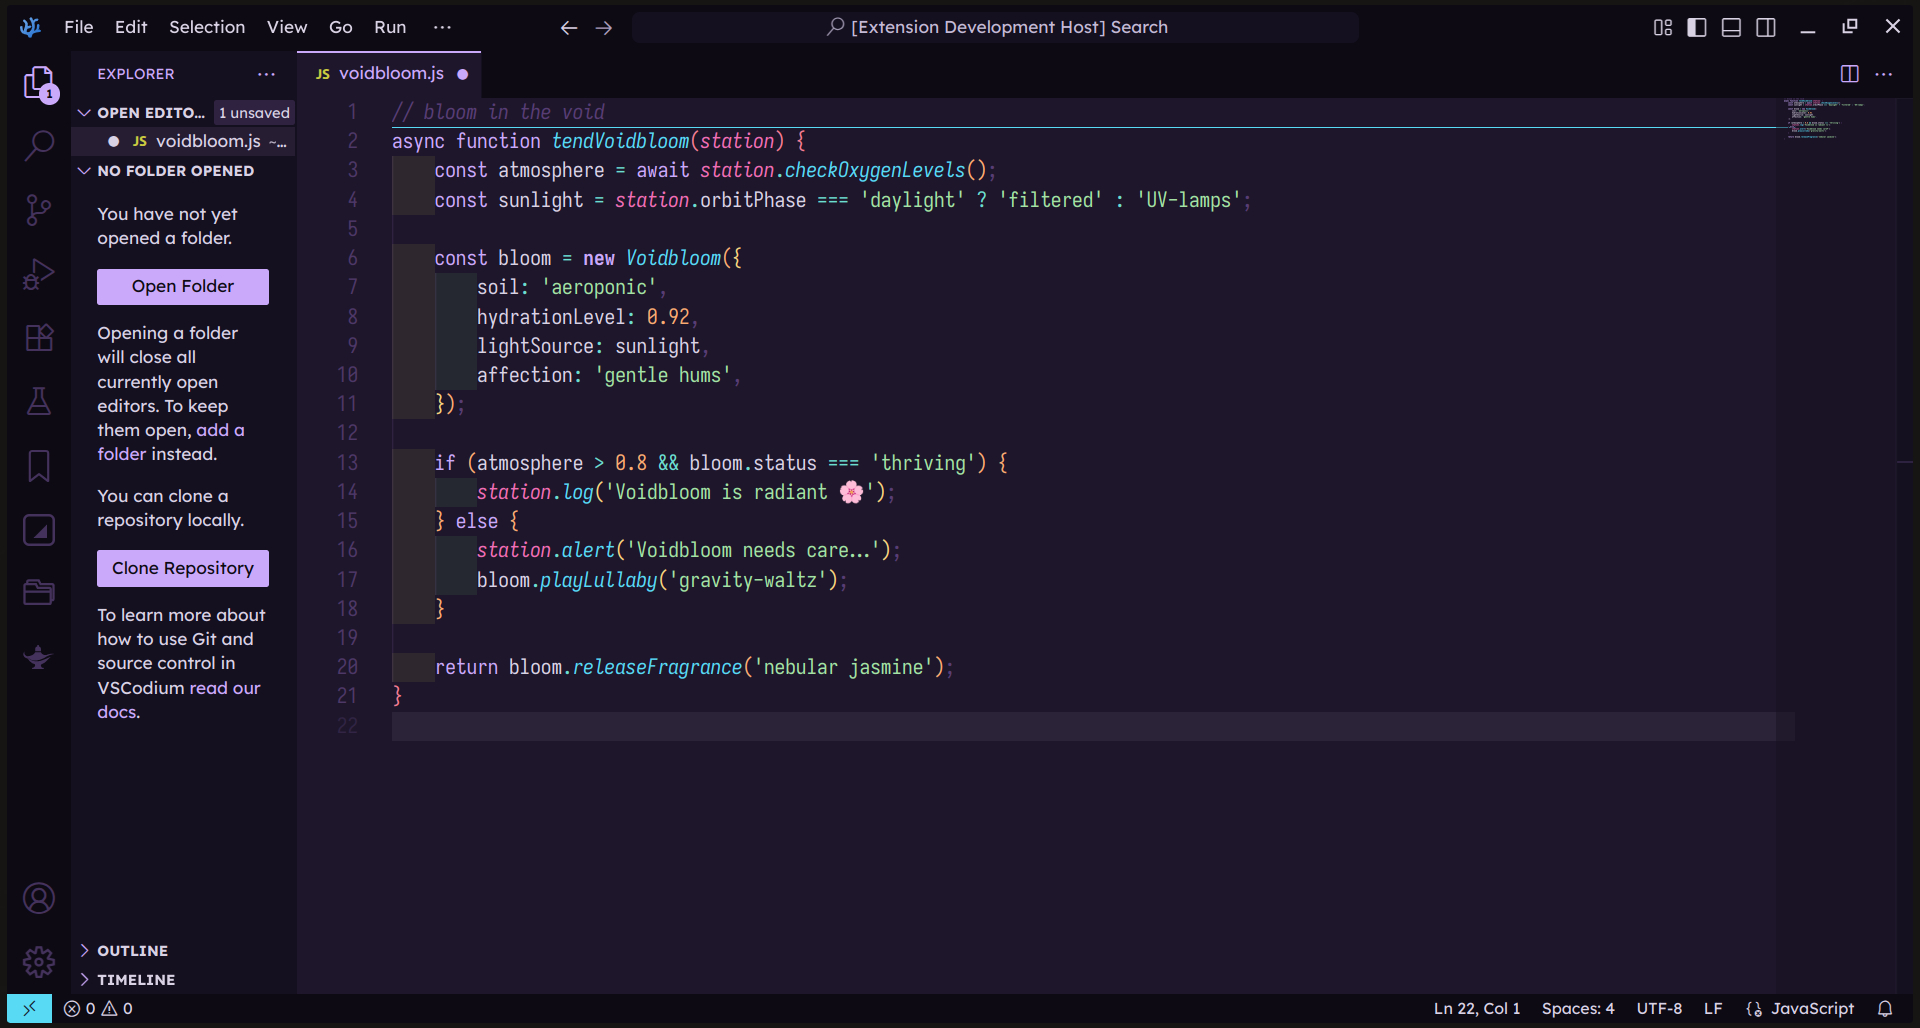 File Edit Selection View Go Run ···
[Extension Development Host] Search
EXPLORER ···
OPEN EDITO... 1 unsaved
JS voidbloom.js ~...
NO FOLDER OPENED
You have not yet
opened a folder.
Open Folder
Opening a folder
will close all
currently open
editors. To keep
them open, add a
folder instead.
You can clone a
repository locally.
Clone Repository
To learn more about
how to use Git and
source control in
VSCodium read our
docs.
OUTLINE
TIMELINE
1
JS voidbloom.js
1 // bloom in the void
2 async function tendVoidbloom(station) {
3 const atmosphere = await station.checkOxygenLevels();
4 const sunlight = station.orbitPhase === 'daylight' ? 'filtered' : 'UV-lamps';
5
6 const bloom = new Voidbloom({
7 soil: 'aeroponic',
8 hydrationLevel: 0.92,
9 lightSource: sunlight,
10 affection: 'gentle hums',
11 });
12
13 if (atmosphere > 0.8 && bloom.status === 'thriving') {
14 station.log('Voidbloom is radiant 🌸');
15 } else {
16 station.alert('Voidbloom needs care...');
17 bloom.playLullaby('gravity-waltz');
18 }
19
20 return bloom.releaseFragrance('nebular jasmine');
21 }
22
0 0
Ln 22, Col 1 Spaces: 4 UTF-8 LF JavaScript